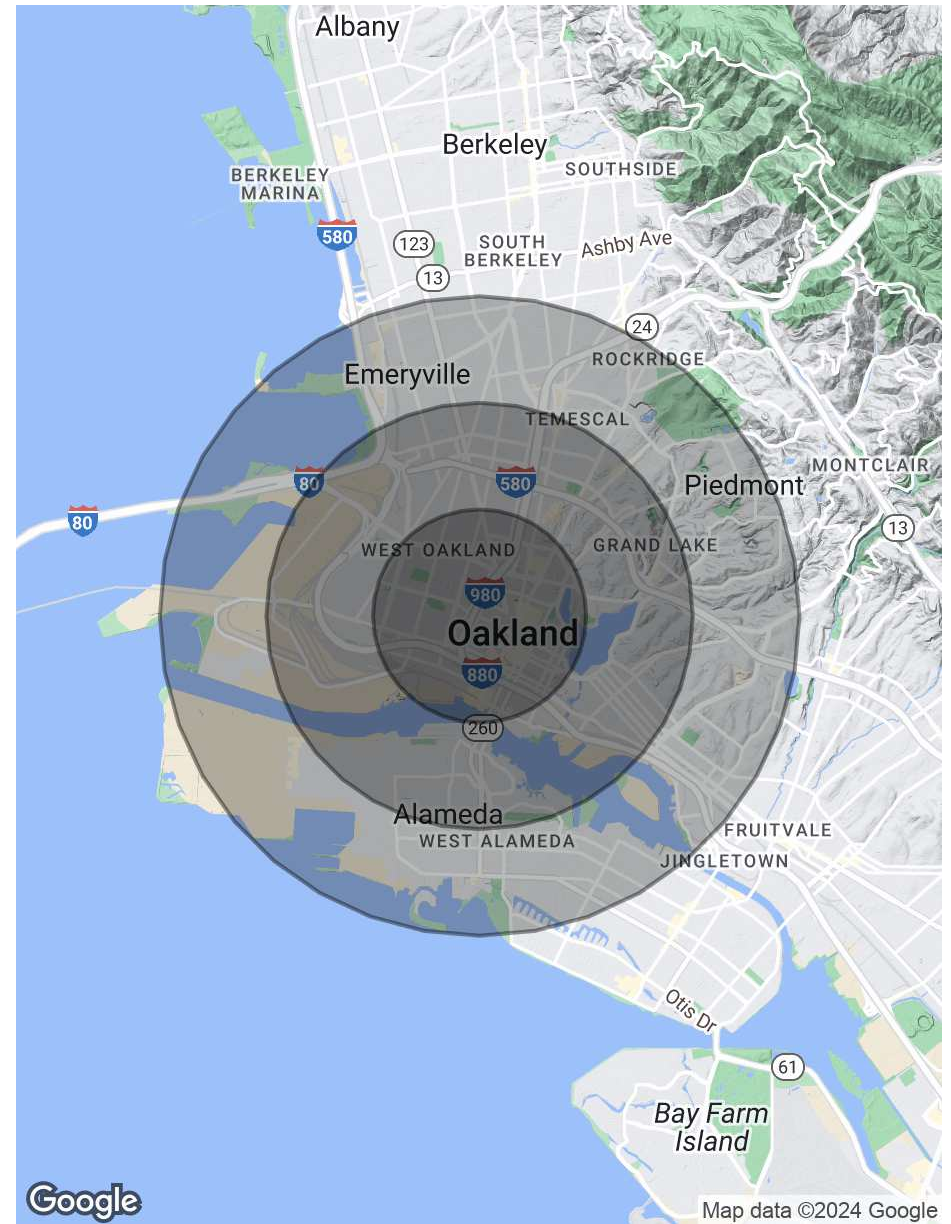 Albany
Berkeley
SOUTHSIDE
BERKELEY
MARINA
580
123
SOUTH
BERKELEY
Ashby Ave
13
24
ROCKRIDGE
Emeryville
TEMESCAL
MONTCLAIR
80
580
Piedmont
80
13
WEST OAKLAND
GRAND LAKE
980
Oakland
880
260
Alameda
WEST ALAMEDA
FRUITVALE
JINGLETOWN
Otis Dr
61
Bay Farm
Island
Google
Map data ©2024 Google